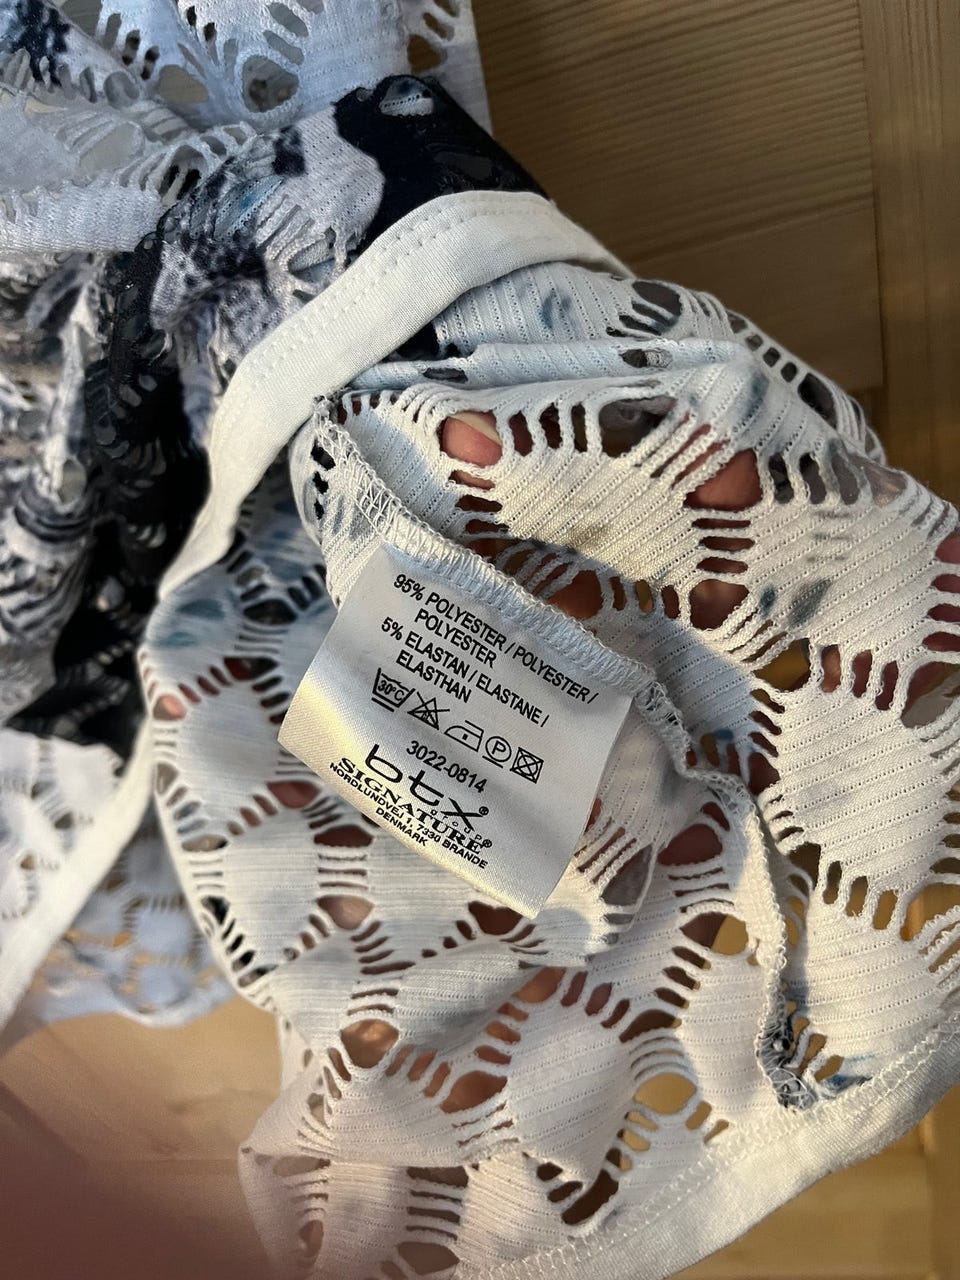 95% POLYESTER / POLYESTER /
POLYESTER
5% ELASTAN / ELASTANE /
ELASTHAN
30°C P
3022-0814
btx®
GROUP
SIGNATURE®
NORDLUNDVEJ 1, 7330 BRANDE
DENMARK